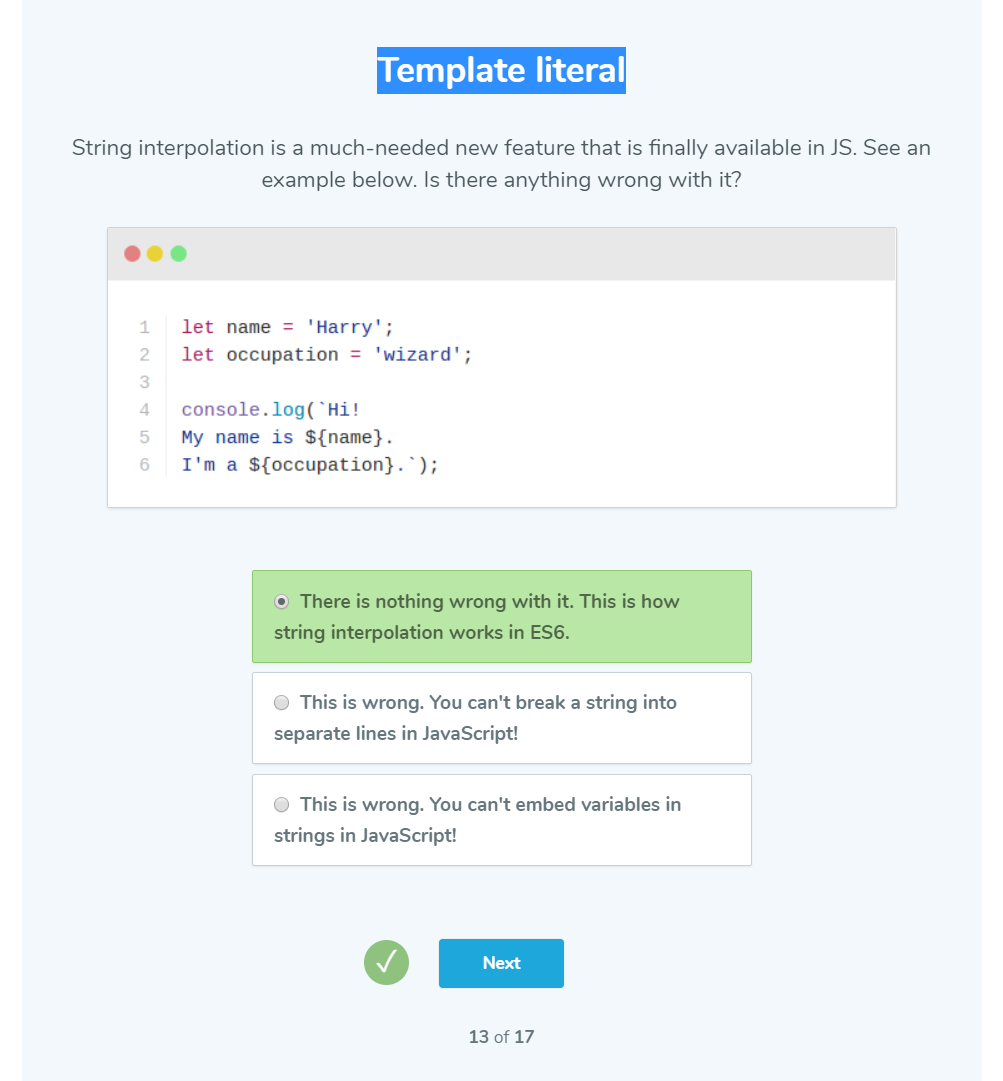 Template literal
String interpolation is a much-needed new feature that is finally available in JS. See an
example below. Is there anything wrong with it?
1 let name = 'Harry';
2 let occupation = 'wizard';
3
4 console.log(`Hi!
5 My name is ${name}.
6 I'm a ${occupation}.`);
There is nothing wrong with it. This is how
string interpolation works in ES6.
This is wrong. You can't break a string into
separate lines in JavaScript!
This is wrong. You can't embed variables in
strings in JavaScript!
Next
13 of 17